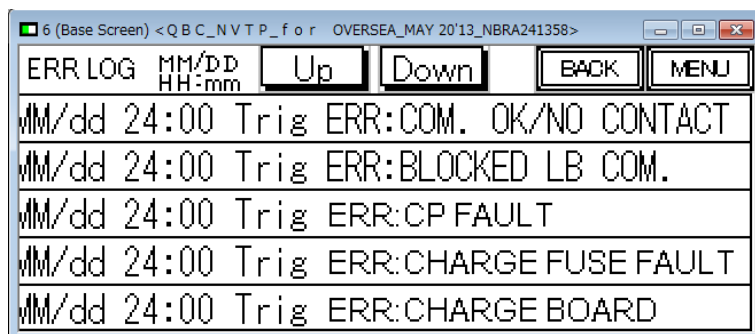 6 (Base Screen) <QBC_NVTP_for OVERSEA_MAY 20'13_NBRA241358>
ERR LOG MM/DD HH:mm Up Down BACK MENU
MM/dd 24:00 Trig ERR:COM. OK/NO CONTACT
MM/dd 24:00 Trig ERR:BLOCKED LB COM.
MM/dd 24:00 Trig ERR:CP FAULT
MM/dd 24:00 Trig ERR:CHARGE FUSE FAULT
MM/dd 24:00 Trig ERR:CHARGE BOARD